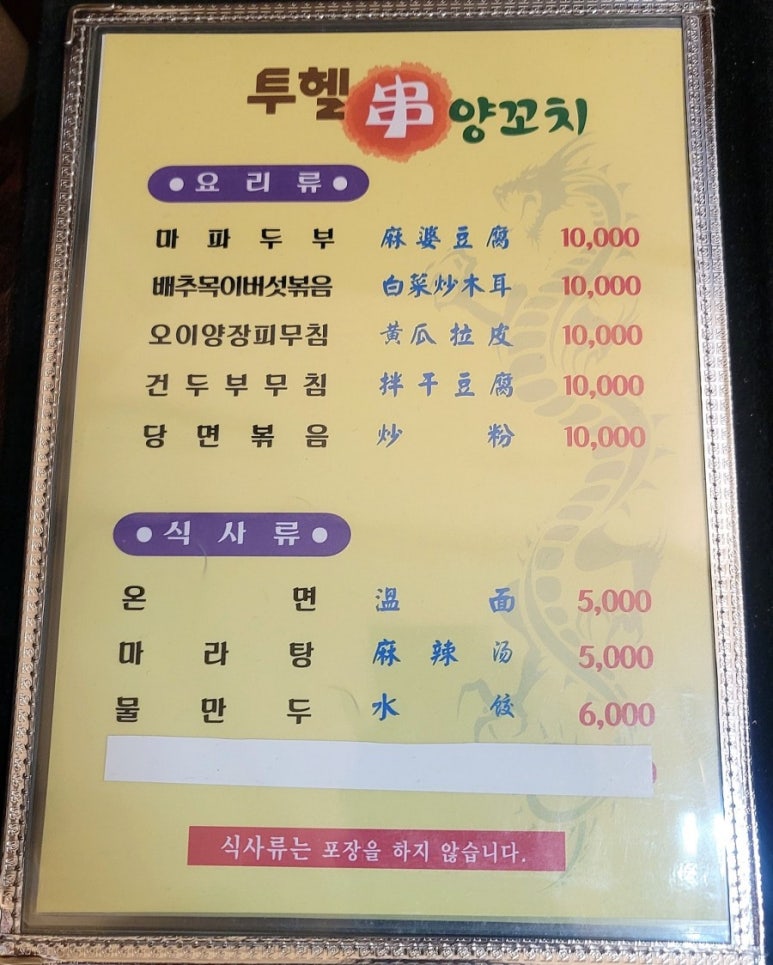 투헬 串 양꼬치
● 요 리 류 ●
마 파 두 부 麻 婆 豆 腐 10,000
배추목이버섯볶음 白菜炒木耳 10,000
오이양장피무침 黃 瓜 拉 皮 10,000
건 두 부 무 침 拌 干 豆 腐 10,000
당 면 볶 음 炒 粉 10,000
● 식 사 류 ●
온 면 温 面 5,000
마 라 탕 麻 辣 汤 5,000
물 만 두 水 饺 6,000
식사류는 포장을 하지 않습니다.